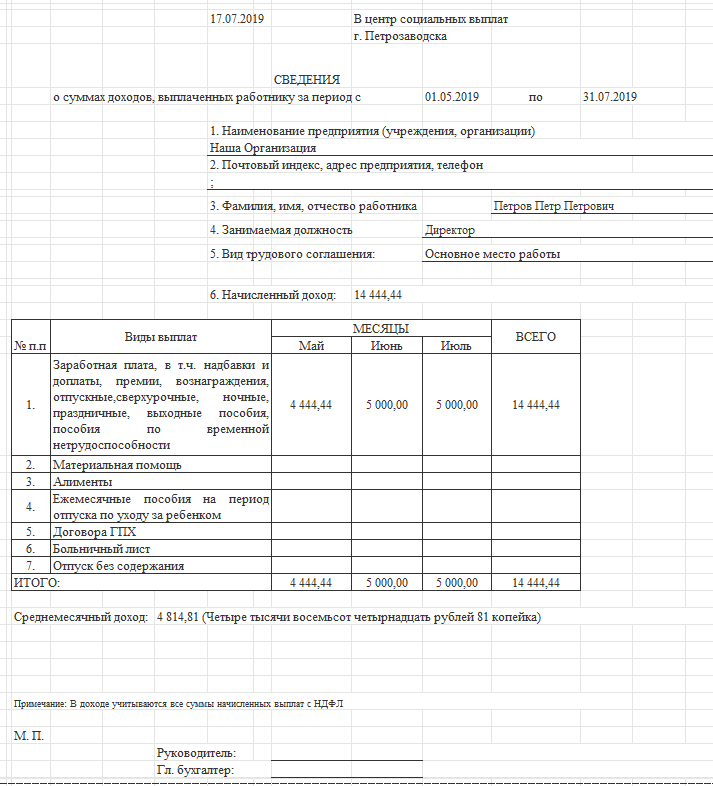 17.07.2019 В центр социальных выплат
г. Петрозаводска
СВЕДЕНИЯ
о суммах доходов, выплаченных работнику за период с 01.05.2019 по 31.07.2019
1. Наименование предприятия (учреждения, организации)
Наша Организация
2. Почтовый индекс, адрес предприятия, телефон
;
3. Фамилия, имя, отчество работника Петров Петр Петрович
4. Занимаемая должность Директор
5. Вид трудового соглашения: Основное место работы
6. Начисленный доход: 14 444,44
№ п.п Виды выплат МЕСЯЦЫ ВСЕГО
Май Июнь Июль
Заработная плата, в т.ч. надбавки и
доплаты, премии, вознаграждения,
отпускные,сверхурочные, ночные,
1. праздничные, выходные пособия, 4 444,44 5 000,00 5 000,00 14 444,44
пособия по временной
нетрудоспособности
2. Материальная помощь
3. Алименты
4. Ежемесячные пособия на период
отпуска по уходу за ребенком
5. Договора ГПХ
6. Больничный лист
7. Отпуск без содержания
ИТОГО: 4 444,44 5 000,00 5 000,00 14 444,44
Среднемесячный доход: 4 814,81 (Четыре тысячи восемьсот четырнадцать рублей 81 копейка)
Примечание: В доходе учитываются все суммы начисленных выплат с НДФЛ
М. П.
Руководитель:
Гл. бухгалтер: